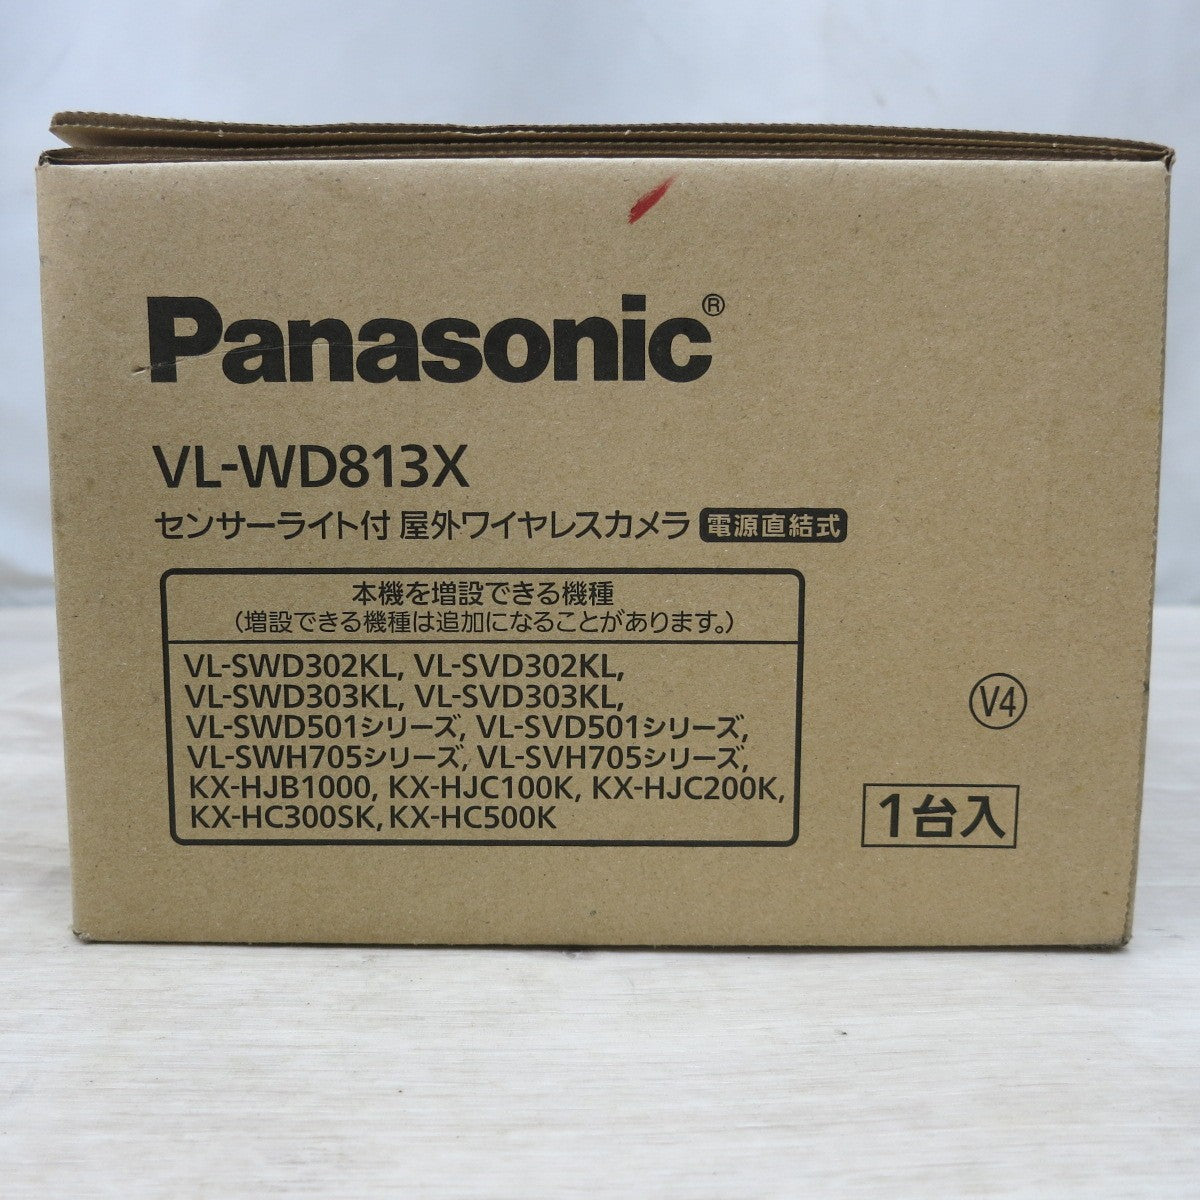 Panasonic®
VL-WD813X
センサーライト付 屋外ワイヤレスカメラ 電源直結式
本機を増設できる機種
(増設できる機種は追加になることがあります。)
VL-SWD302KL, VL-SVD302KL,
VL-SWD303KL, VL-SVD303KL,
VL-SWD501シリーズ, VL-SVD501シリーズ,
VL-SWH705シリーズ, VL-SVH705シリーズ,
KX-HJB1000, KX-HJC100K, KX-HJC200K,
KX-HC300SK, KX-HC500K
V4
1台入